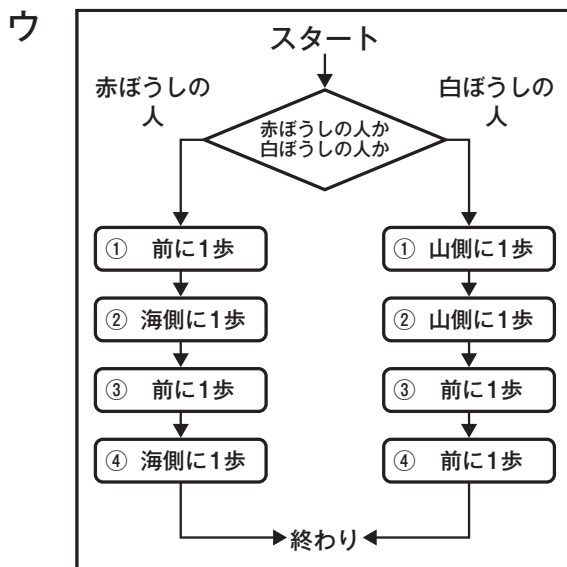 ウ
スタート
赤ぼうしの
人
白ぼうしの
人
赤ぼうしの人か
白ぼうしの人か
① 前に1歩
② 海側に1歩
③ 前に1歩
④ 海側に1歩
① 山側に1歩
② 山側に1歩
③ 前に1歩
④ 前に1歩
終わり